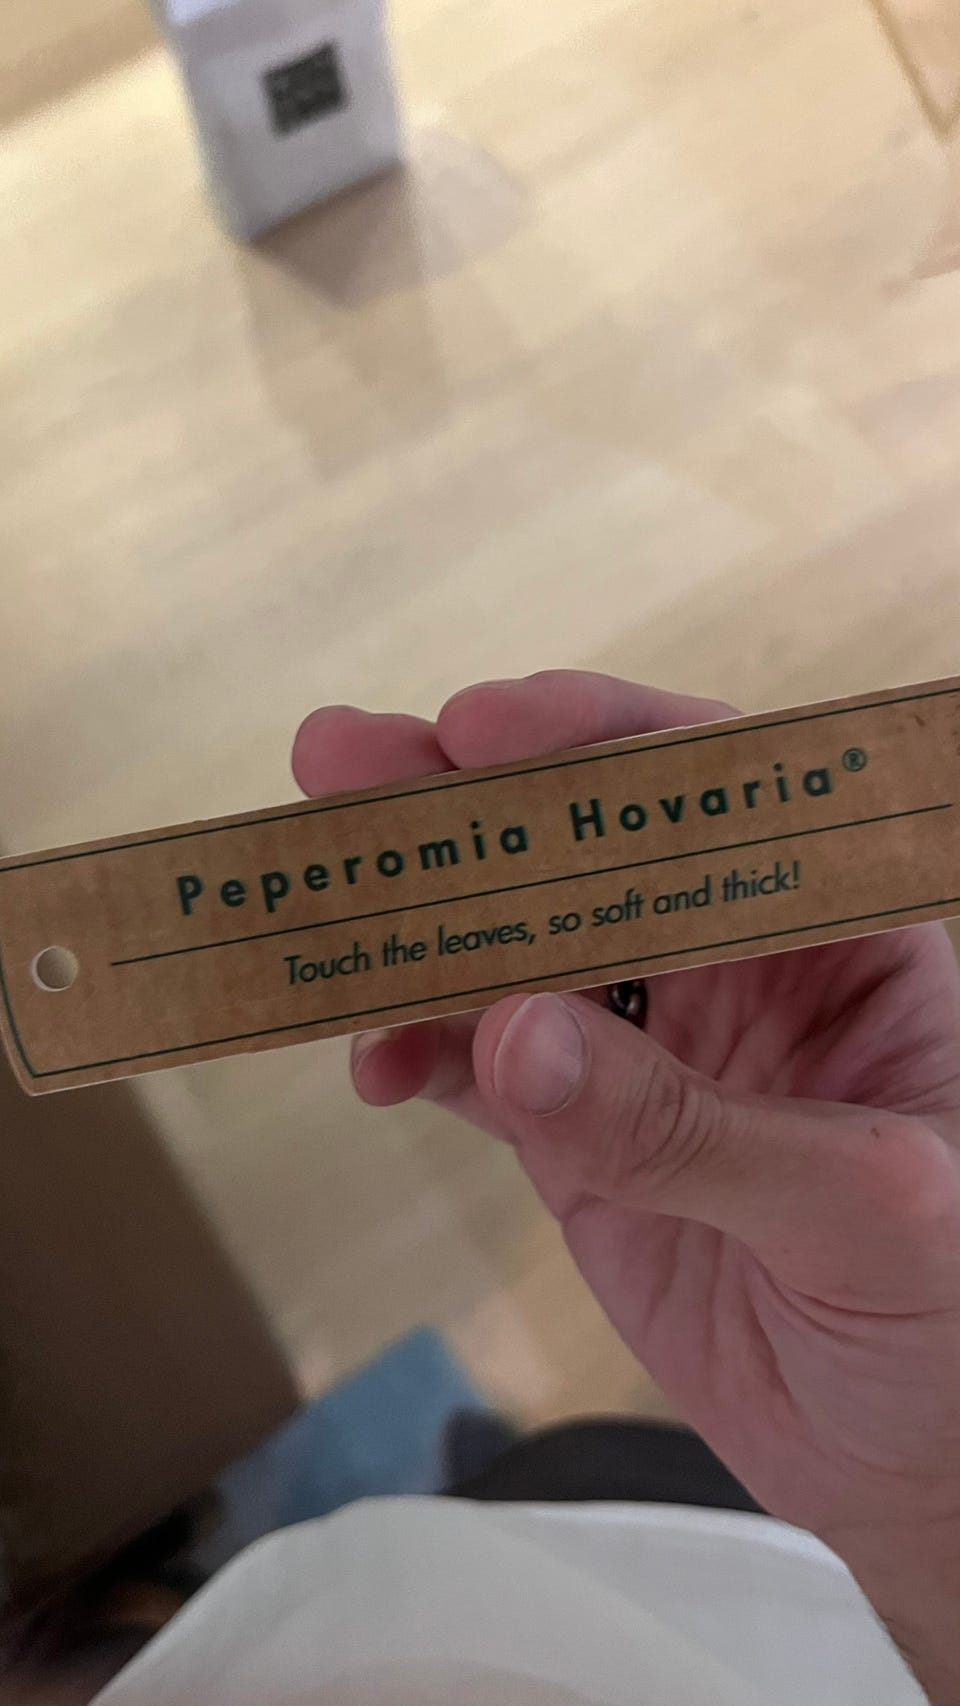 Peperomia Hovaria®
Touch the leaves, so soft and thick!